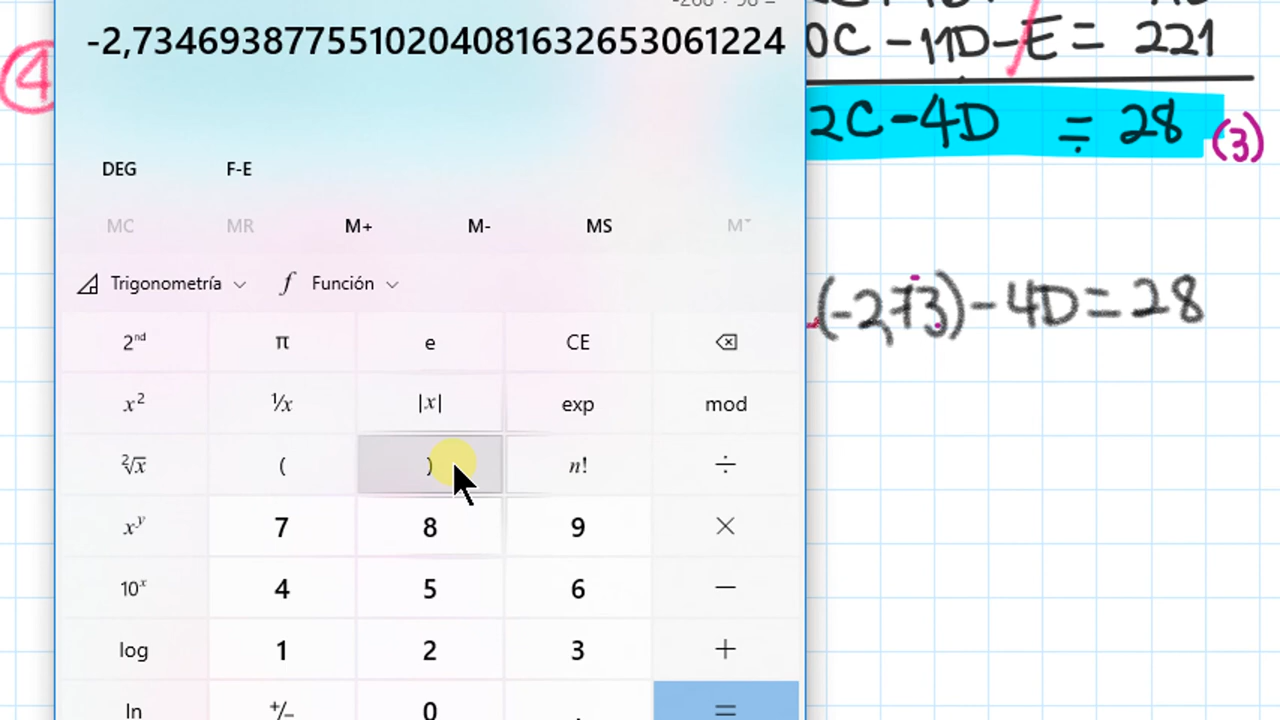 -2,7346938775510204081632653061224
DEG F-E
MC MR M+ M- MS M˅
Trigonometría Función
2nd π e CE
x² ¹/x |x| exp mod
²√x ( ) n! ÷
xʸ 7 8 9 ×
10ˣ 4 5 6 −
log 1 2 3 +
ln +/− 0 , =
④
0C - 11D - E = 221
2C - 4D = 28 (3)
(-2,73) - 4D = 28